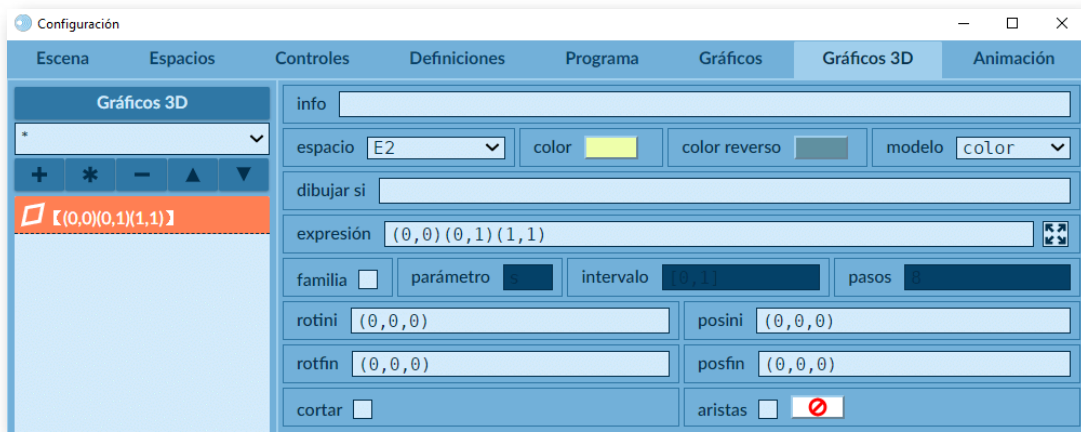 Configuración
Escena Espacios Controles Definiciones Programa Gráficos Gráficos 3D Animación
Gráficos 3D
*
【(0,0)(0,1)(1,1)】
info
espacio E2 color color reverso modelo color
dibujar si
expresión (0,0)(0,1)(1,1)
familia parámetro s intervalo [0,1] pasos 8
rotini (0,0,0) posini (0,0,0)
rotfin (0,0,0) posfin (0,0,0)
cortar aristas